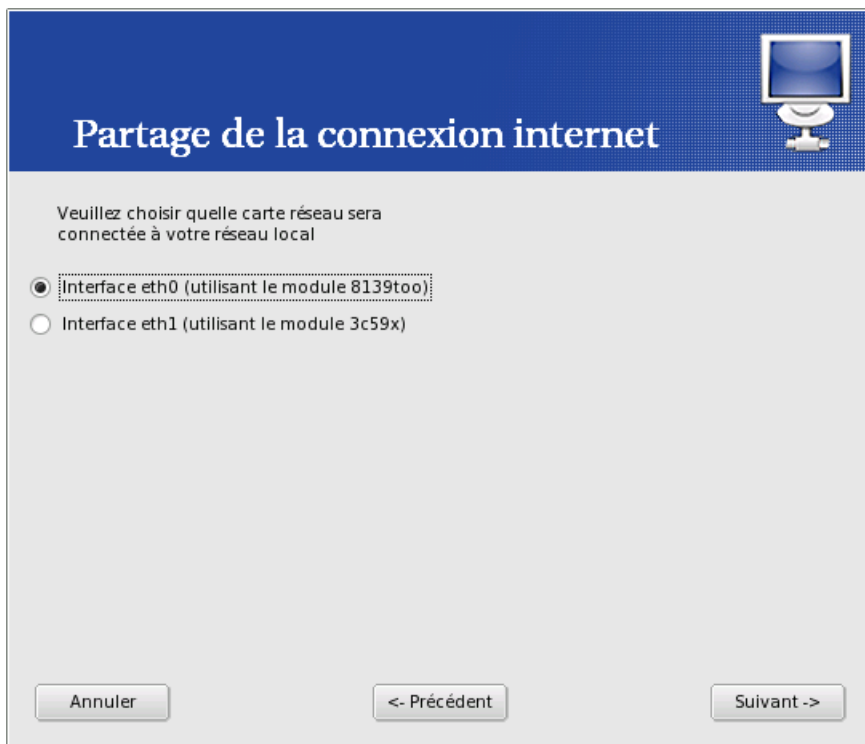 Partage de la connexion internet
Veuillez choisir quelle carte réseau sera
connectée à votre réseau local
Interface eth0 (utilisant le module 8139too)
Interface eth1 (utilisant le module 3c59x)
Annuler
<- Précédent
Suivant ->